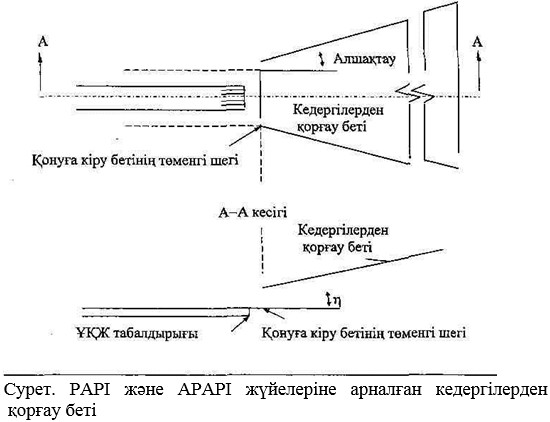 А
А
Алшақтау
Кедергілерден
қорғау беті
Қонуға кіру бетінің төменгі шегі
А–А кесігі
Кедергілерден
қорғау беті
η
ҰҚЖ табалдырығы
Қонуға кіру бетінің төменгі шегі
Сурет. PAPI және APAPI жүйелеріне арналған кедергілерден
қорғау беті